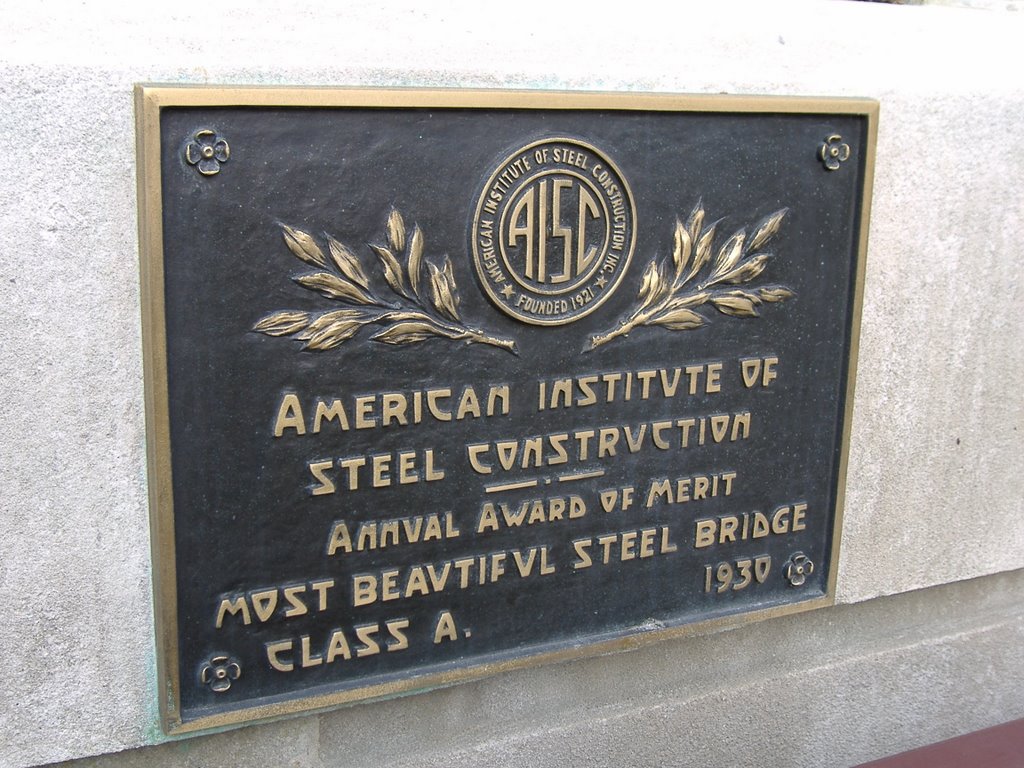 AMERICAN INSTITUTE OF STEEL CONSTRUCTION INC.
AISC
★ FOUNDED 1921 ★
AMERICAN INSTITVTE OF
STEEL CONSTRVCTION
ANNVAL AWARD OF MERIT
MOST BEAVTIFVL STEEL BRIDGE
CLASS A. 1930